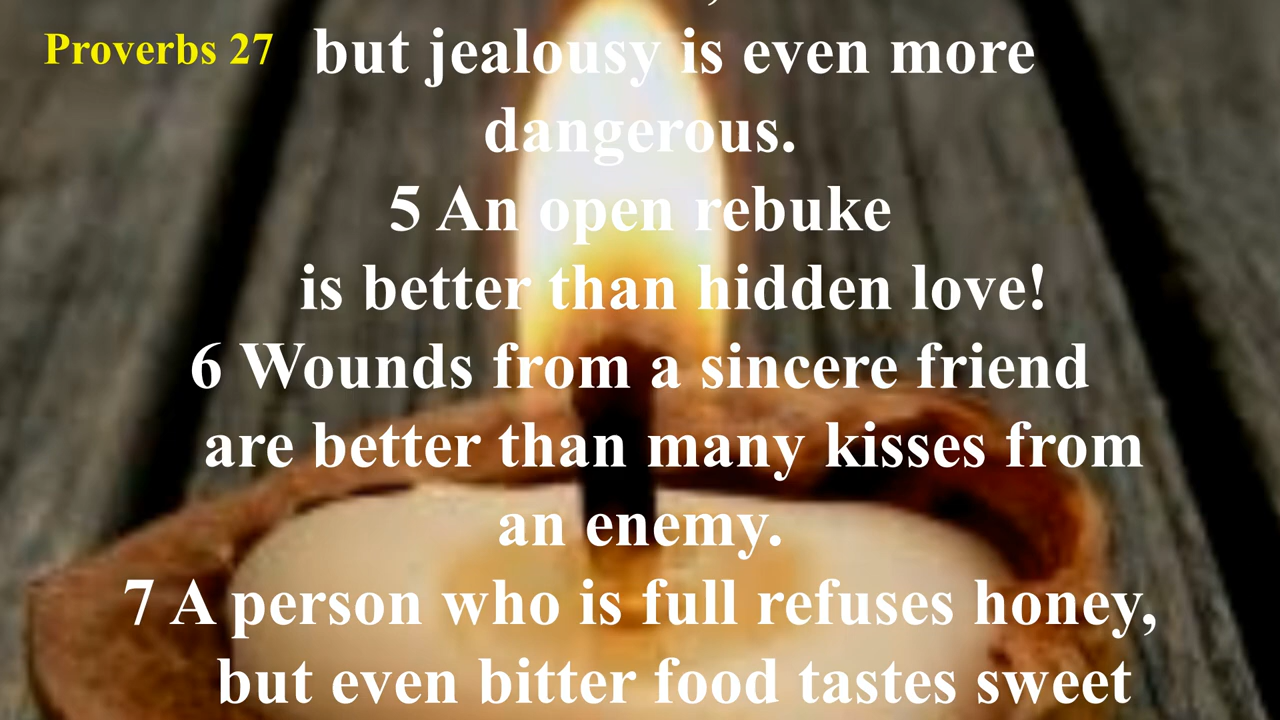 Proverbs 27
but jealousy is even more
dangerous.
5 An open rebuke
is better than hidden love!
6 Wounds from a sincere friend
are better than many kisses from
an enemy.
7 A person who is full refuses honey,
but even bitter food tastes sweet